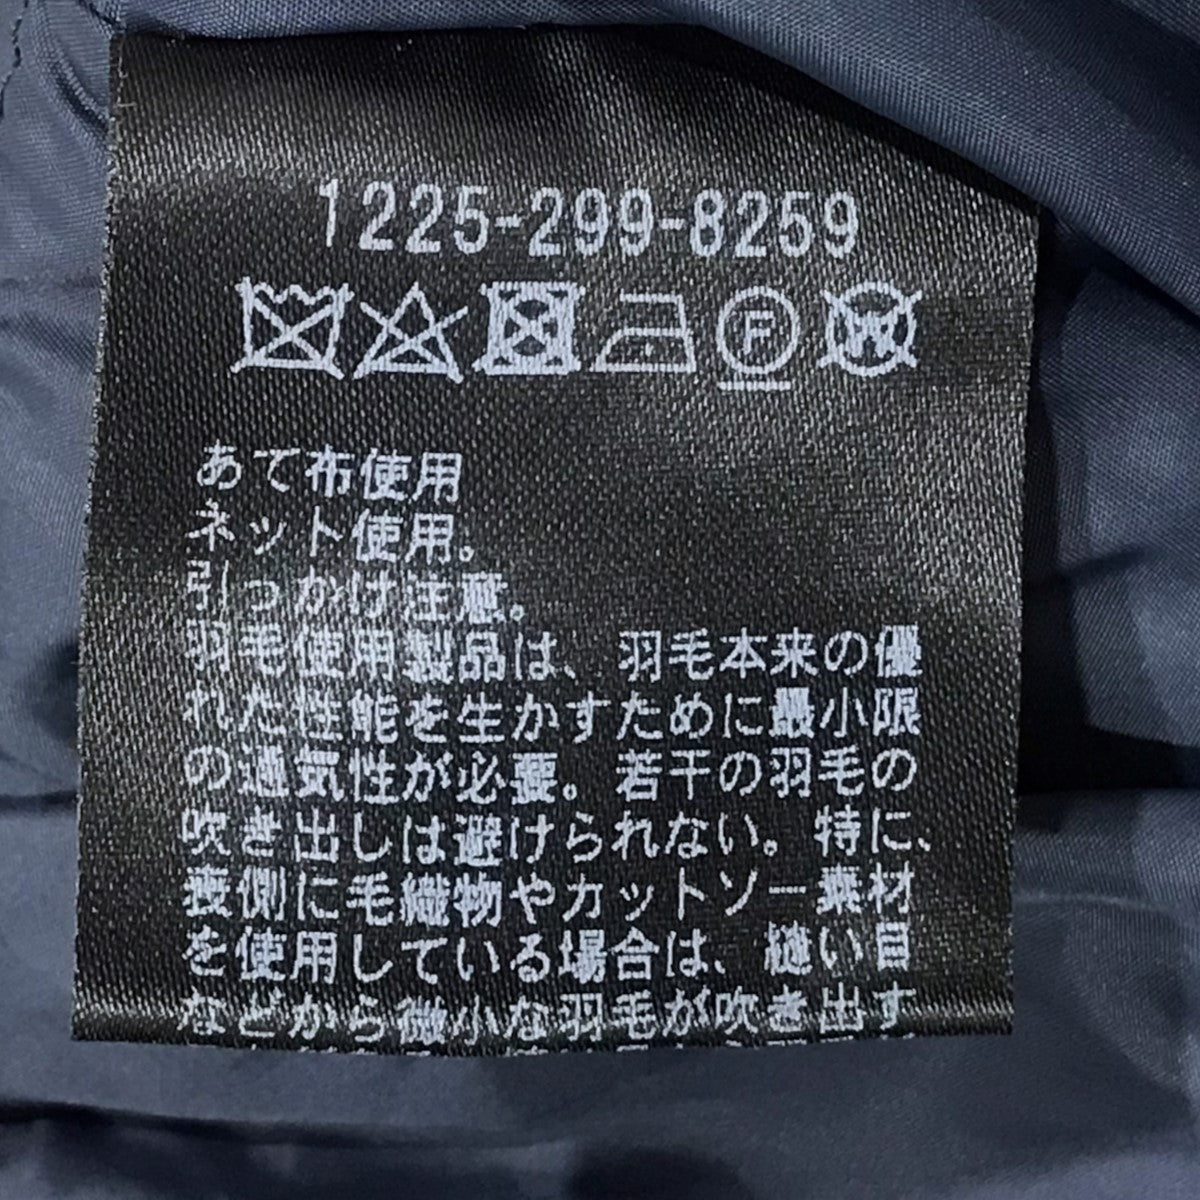 1225-299-8259
F
W
あて布使用
ネット使用。
引っかけ注意。
羽毛使用製品は、羽毛本来の優
れた性能を生かすために最小限
の通気性が必要。若干の羽毛の
吹き出しは避けられない。特に、
表側に毛織物やカットソー素材
を使用している場合は、縫い目
などから微小な羽毛が吹き出す